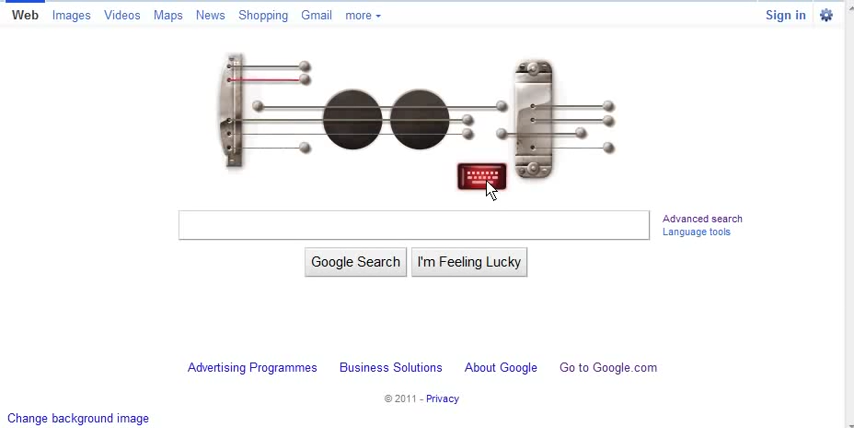 Web Images Videos Maps News Shopping Gmail more Sign in
Advanced search
Language tools
Google Search I'm Feeling Lucky
Advertising Programmes Business Solutions About Google Go to Google.com
© 2011 - Privacy
Change background image